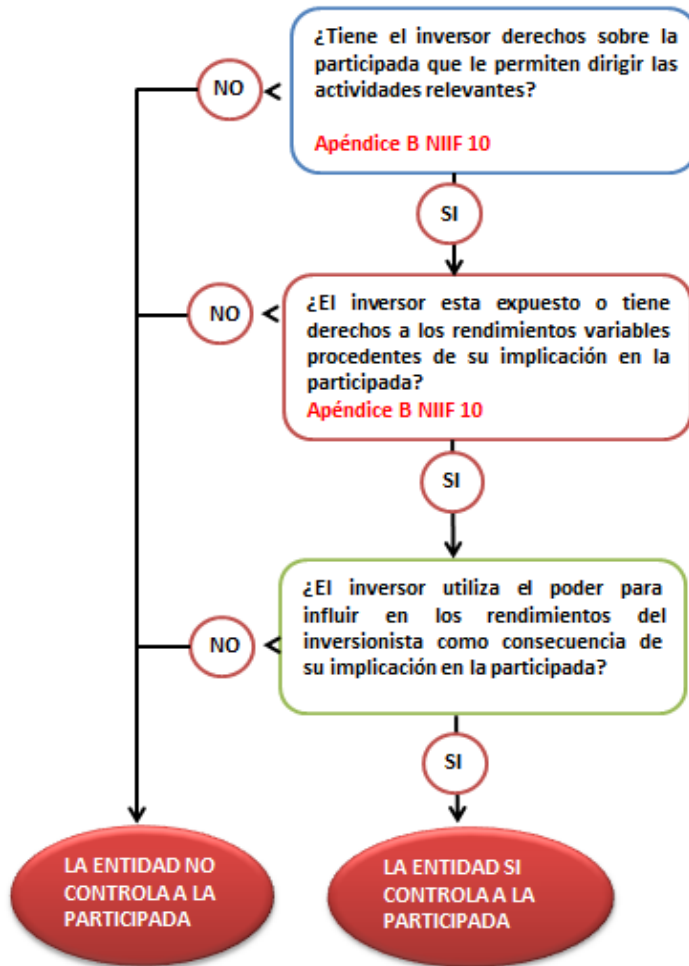 ¿Tiene el inversor derechos sobre la
participada que le permiten dirigir las
actividades relevantes?
Apéndice B NIIF 10
NO
SI
¿El inversor esta expuesto o tiene
derechos a los rendimientos variables
procedentes de su implicación en la
participada?
Apéndice B NIIF 10
NO
SI
¿El inversor utiliza el poder para
influir en los rendimientos del
inversionista como consecuencia de
su implicación en la participada?
NO
SI
LA ENTIDAD NO
CONTROLA A LA
PARTICIPADA
LA ENTIDAD SI
CONTROLA A LA
PARTICIPADA